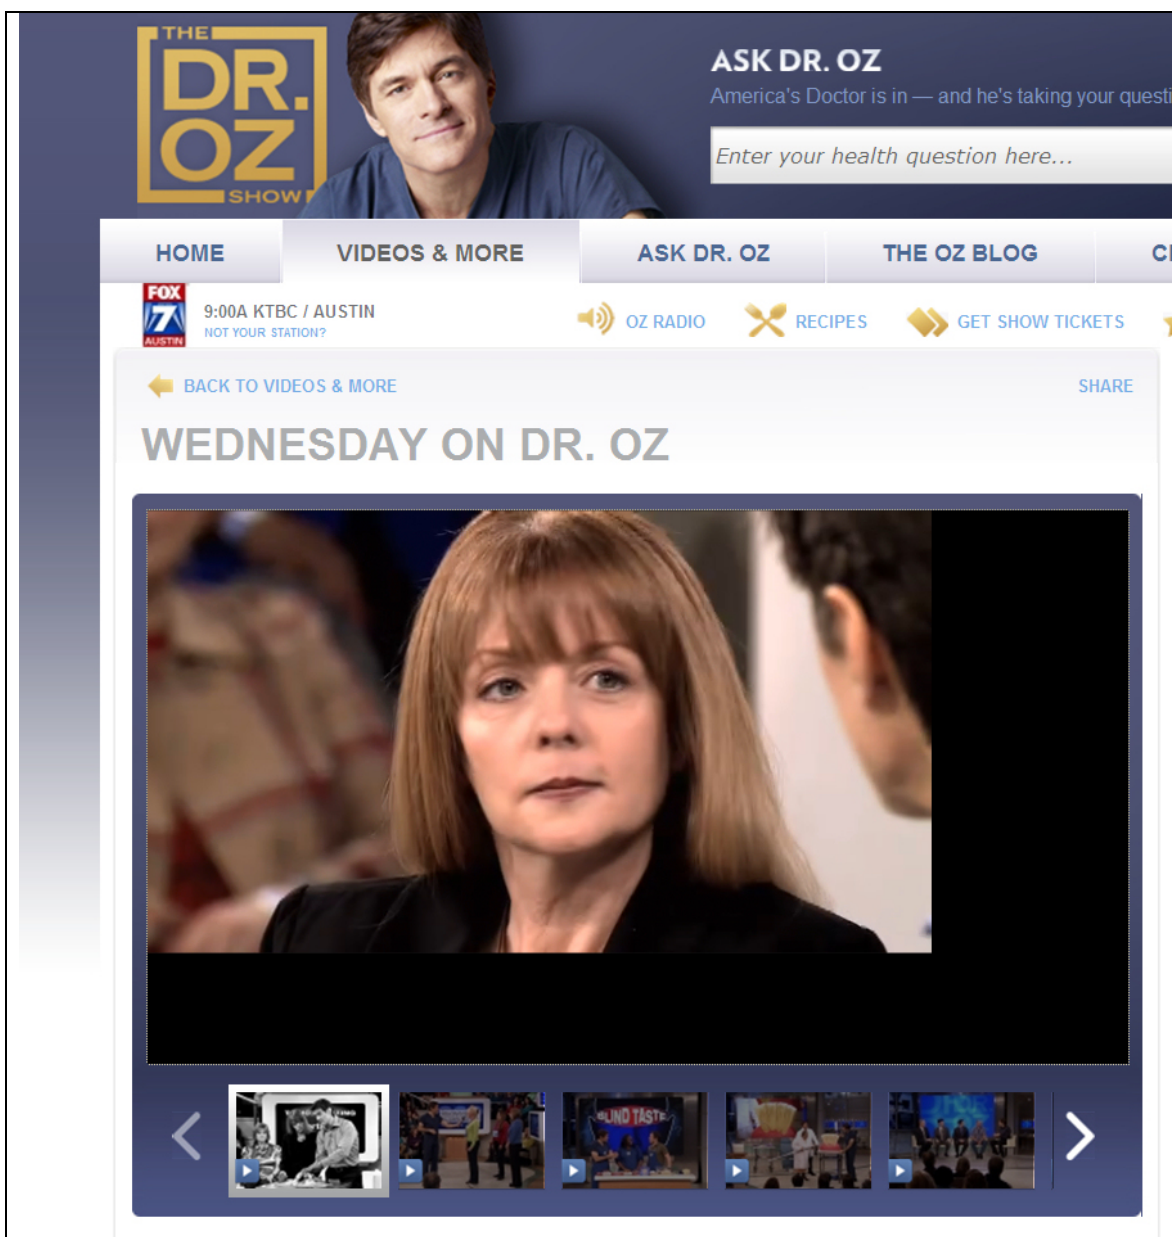 THE
DR.
OZ
SHOW
ASK DR. OZ
America's Doctor is in — and he's taking your questi
Enter your health question here...
HOME
VIDEOS & MORE
ASK DR. OZ
THE OZ BLOG
FOX
7
AUSTIN
9:00A KTBC / AUSTIN
NOT YOUR STATION?
OZ RADIO
RECIPES
GET SHOW TICKETS
BACK TO VIDEOS & MORE
SHARE
WEDNESDAY ON DR. OZ
BLIND TASTE